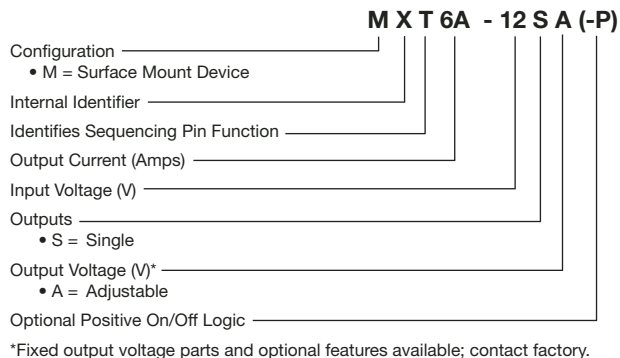 M X T 6A - 12 S A (-P)
Configuration
• M = Surface Mount Device
Internal Identifier
Identifies Sequencing Pin Function
Output Current (Amps)
Input Voltage (V)
Outputs
• S = Single
Output Voltage (V)*
• A = Adjustable
Optional Positive On/Off Logic
*Fixed output voltage parts and optional features available; contact factory.